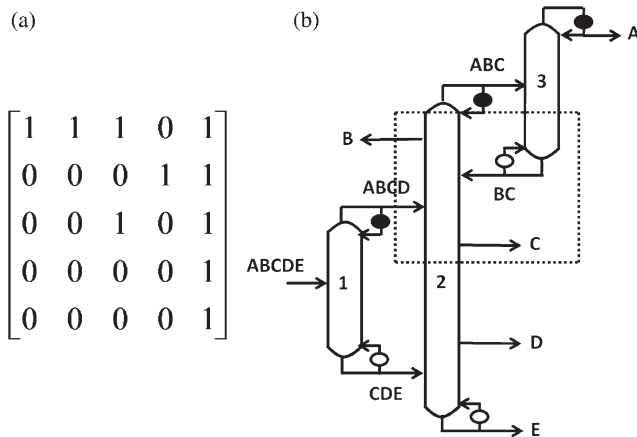 (a)
1 1 1 0 1
0 0 0 1 1
0 0 1 0 1
0 0 0 0 1
0 0 0 0 1
(b)
A
ABC
3
B
ABCD
BC
C
ABCDE
1
2
D
CDE
E